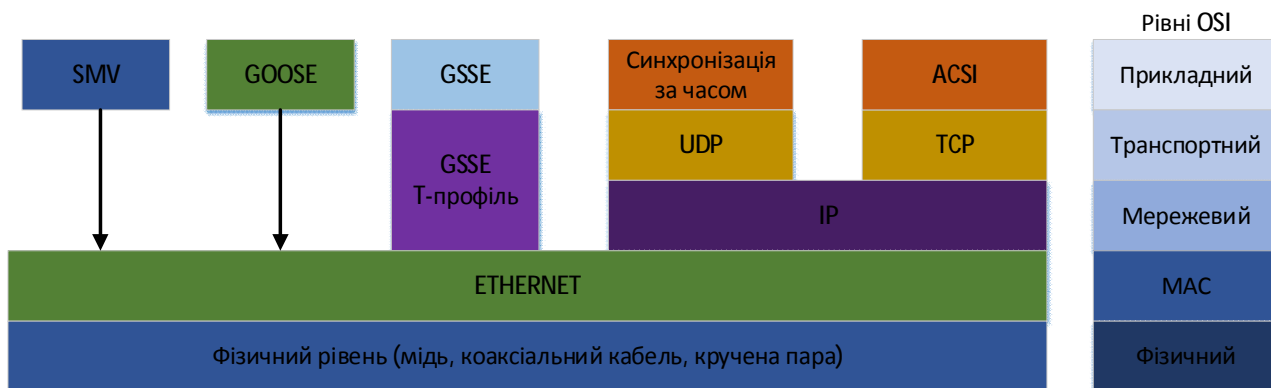 Рівні OSI
SMV
GOOSE
GSSE
Синхронізація
за часом
ACSI
Прикладний
GSSE
Т-профіль
UDP
TCP
Транспортний
IP
Мережевий
ETHERNET
MAC
Фізичний рівень (мідь, коаксіальний кабель, кручена пара)
Фізичний